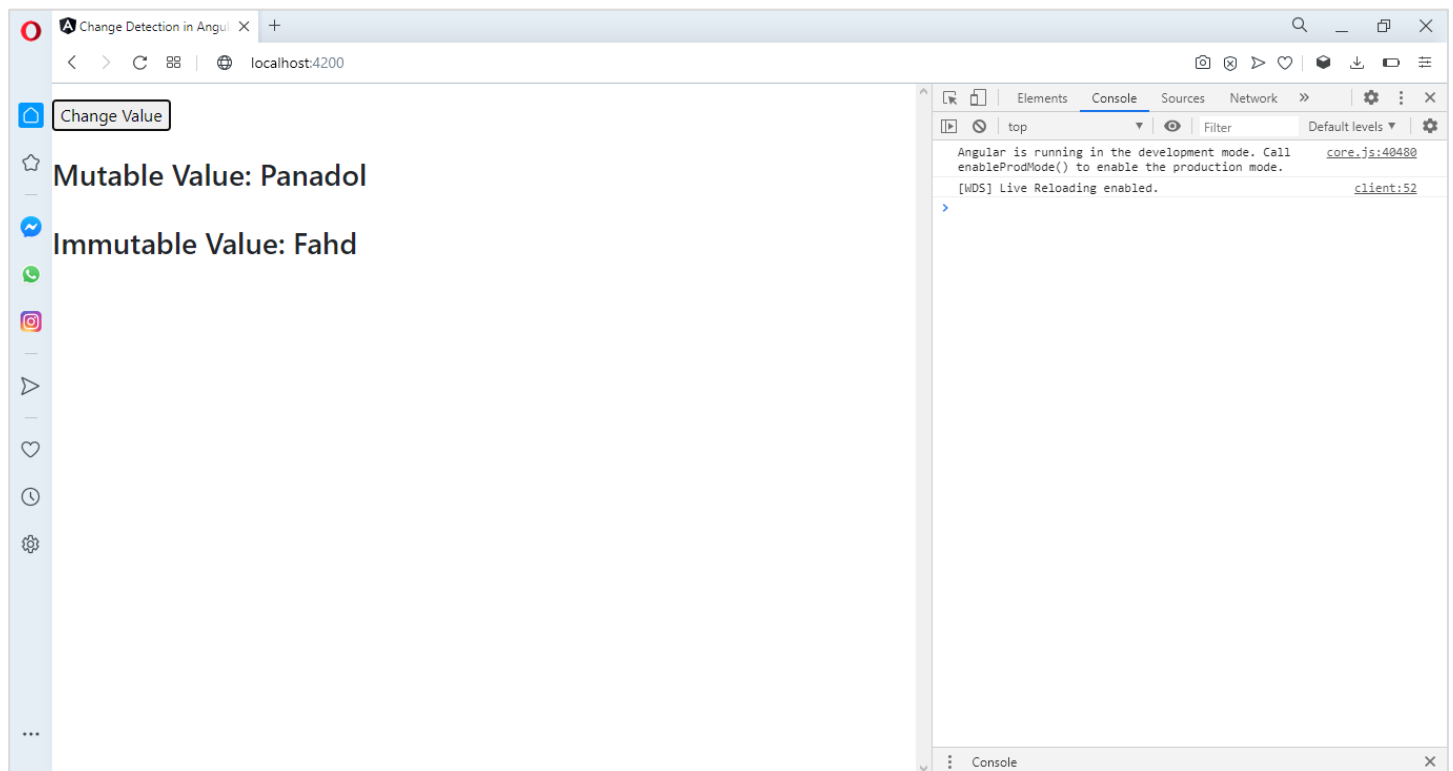 Change Detection in Angul
localhost:4200
Change Value
Mutable Value: Panadol
Immutable Value: Fahd
Elements Console Sources Network »
top Filter Default levels ▼
Angular is running in the development mode. Call core.js:40480
enableProdMode() to enable the production mode.
[WDS] Live Reloading enabled. client:52
Console